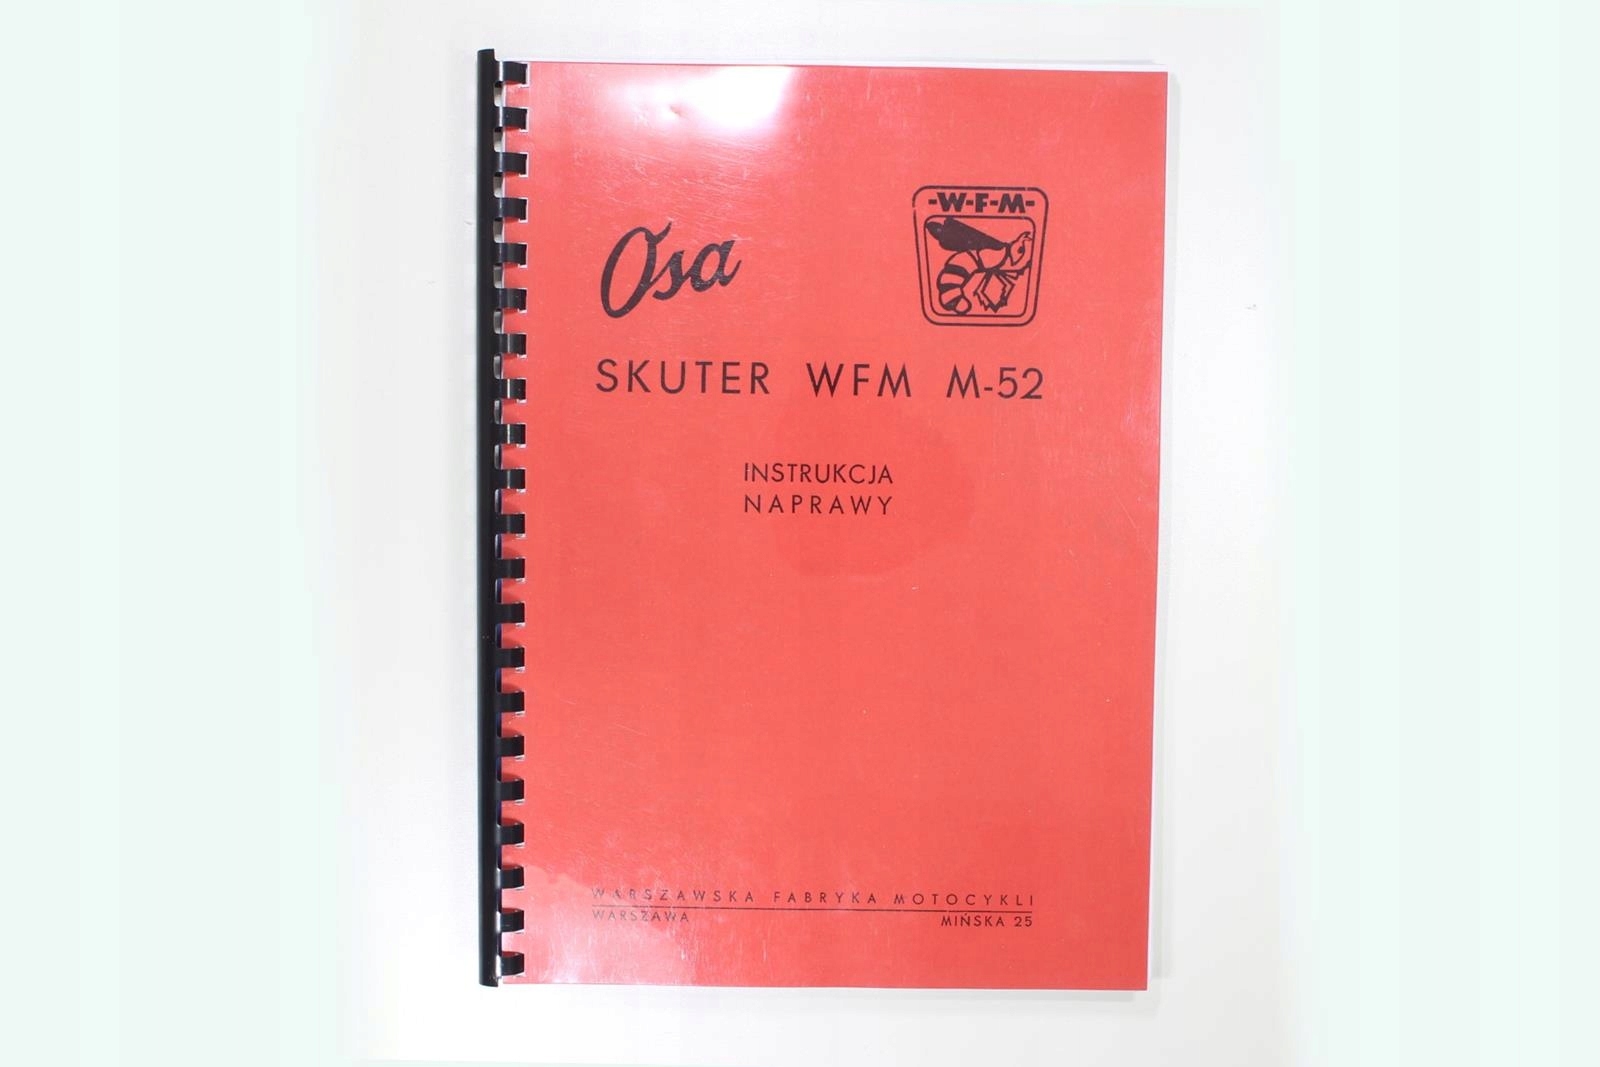 -W-F-M-
Osa
SKUTER WFM M-52
INSTRUKCJA
NAPRAWY
WARSZAWSKA FABRYKA MOTOCYKLI
WARSZAWA MIŃSKA 25